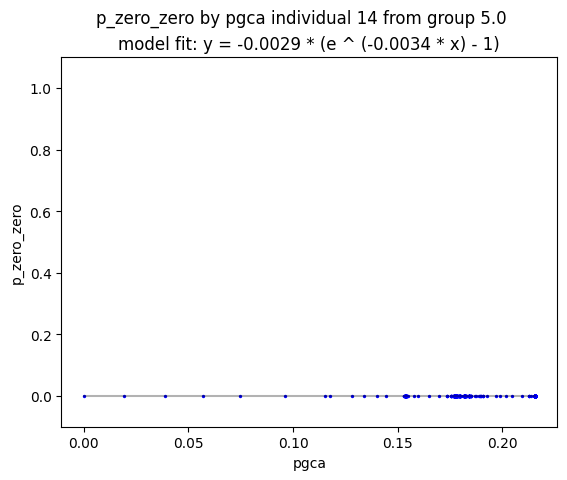 p_zero_zero by pgca individual 14 from group 5.0
model fit: y = -0.0029 * (e ^ (-0.0034 * x) - 1)
1.0
0.8
0.6
0.4
0.2
0.0
p_zero_zero
0.00 0.05 0.10 0.15 0.20
pgca